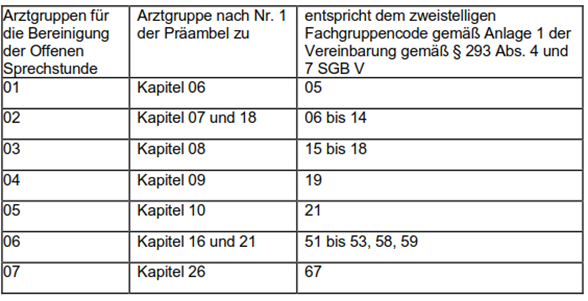 Arztgruppen für
die Bereinigung
der Offenen
Sprechstunde
Arztgruppe nach Nr. 1
der Präambel zu
entspricht dem zweistelligen
Fachgruppencode gemäß Anlage 1 der
Vereinbarung gemäß § 293 Abs. 4 und
7 SGB V
01 Kapitel 06 05
02 Kapitel 07 und 18 06 bis 14
03 Kapitel 08 15 bis 18
04 Kapitel 09 19
05 Kapitel 10 21
06 Kapitel 16 und 21 51 bis 53, 58, 59
07 Kapitel 26 67